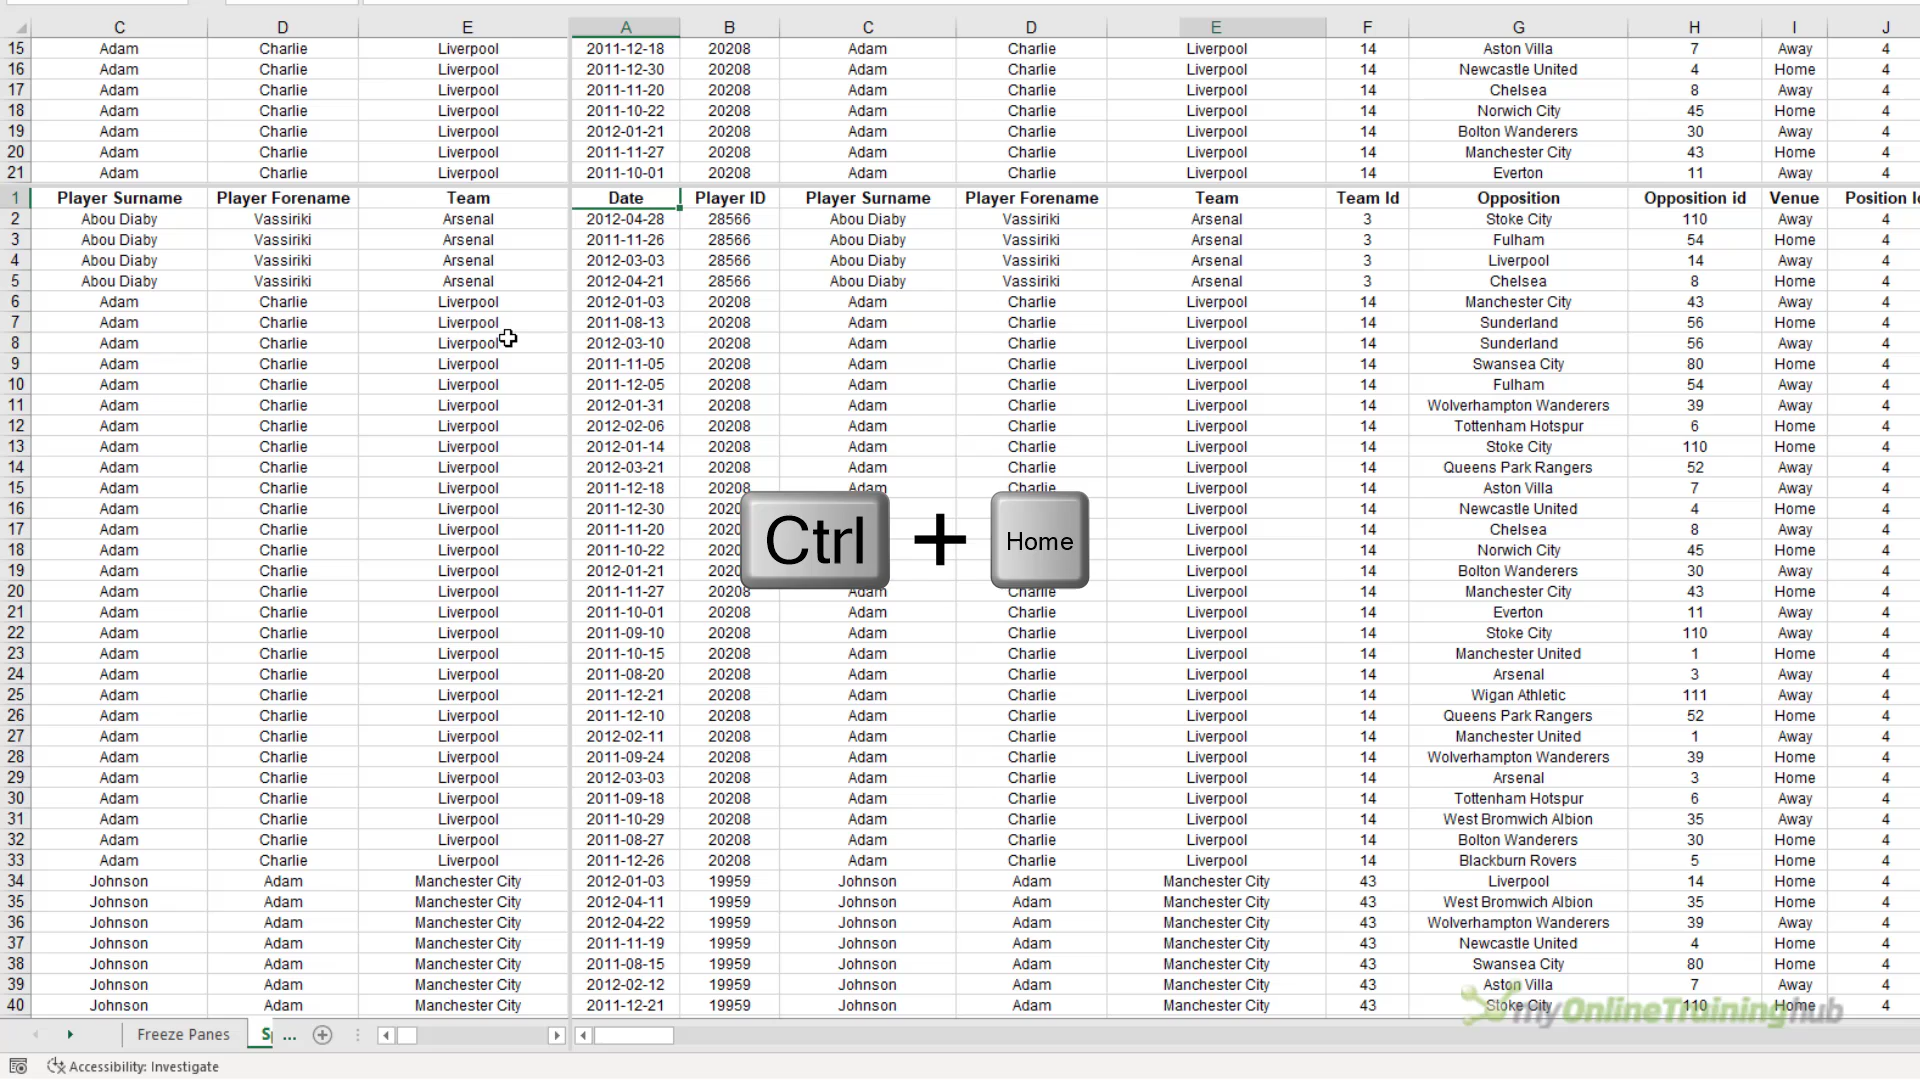 C D E A B C D E F G H I J
15 Adam Charlie Liverpool 2011-12-18 20208 Adam Charlie Liverpool 14 Aston Villa 7 Away 4
16 Adam Charlie Liverpool 2011-12-30 20208 Adam Charlie Liverpool 14 Newcastle United 4 Home 4
17 Adam Charlie Liverpool 2011-11-20 20208 Adam Charlie Liverpool 14 Chelsea 8 Away 4
18 Adam Charlie Liverpool 2011-10-22 20208 Adam Charlie Liverpool 14 Norwich City 45 Home 4
19 Adam Charlie Liverpool 2012-01-21 20208 Adam Charlie Liverpool 14 Bolton Wanderers 30 Away 4
20 Adam Charlie Liverpool 2011-11-27 20208 Adam Charlie Liverpool 14 Manchester City 43 Home 4
21 Adam Charlie Liverpool 2011-10-01 20208 Adam Charlie Liverpool 14 Everton 11 Away 4
1 Player Surname Player Forename Team Date Player ID Player Surname Player Forename Team Team Id Opposition Opposition id Venue Position
2 Abou Diaby Vassiriki Arsenal 2012-04-28 28566 Abou Diaby Vassiriki Arsenal 3 Stoke City 110 Away 4
3 Abou Diaby Vassiriki Arsenal 2011-11-26 28566 Abou Diaby Vassiriki Arsenal 3 Fulham 54 Home 4
4 Abou Diaby Vassiriki Arsenal 2012-03-03 28566 Abou Diaby Vassiriki Arsenal 3 Liverpool 14 Away 4
5 Abou Diaby Vassiriki Arsenal 2012-04-21 28566 Abou Diaby Vassiriki Arsenal 3 Chelsea 8 Home 4
6 Adam Charlie Liverpool 2012-01-03 20208 Adam Charlie Liverpool 14 Manchester City 43 Away 4
7 Adam Charlie Liverpool 2011-08-13 20208 Adam Charlie Liverpool 14 Sunderland 56 Home 4
8 Adam Charlie Liverpool 2012-03-10 20208 Adam Charlie Liverpool 14 Sunderland 56 Away 4
9 Adam Charlie Liverpool 2011-11-05 20208 Adam Charlie Liverpool 14 Swansea City 80 Home 4
10 Adam Charlie Liverpool 2011-12-05 20208 Adam Charlie Liverpool 14 Fulham 54 Away 4
11 Adam Charlie Liverpool 2012-01-31 20208 Adam Charlie Liverpool 14 Wolverhampton Wanderers 39 Away 4
12 Adam Charlie Liverpool 2012-02-06 20208 Adam Charlie Liverpool 14 Tottenham Hotspur 6 Home 4
13 Adam Charlie Liverpool 2012-01-14 20208 Adam Charlie Liverpool 14 Stoke City 110 Home 4
14 Adam Charlie Liverpool 2012-03-21 20208 Adam Charlie Liverpool 14 Queens Park Rangers 52 Away 4
15 Adam Charlie Liverpool 2011-12-18 20208 Adam Charlie Liverpool 14 Aston Villa 7 Away 4
16 Adam Charlie Liverpool 2011-12-30 Liverpool 14 Newcastle United 4 Home 4
17 Adam Charlie Liverpool 2011-11-20 Liverpool 14 Chelsea 8 Away 4
18 Adam Charlie Liverpool 2011-10-22 Liverpool 14 Norwich City 45 Home 4
19 Adam Charlie Liverpool 2012-01-21 Liverpool 14 Bolton Wanderers 30 Away 4
Ctrl + Home
20 Adam Charlie Liverpool 2011-11-27 20208 Adam Charlie Liverpool 14 Manchester City 43 Home 4
21 Adam Charlie Liverpool 2011-10-01 20208 Adam Charlie Liverpool 14 Everton 11 Away 4
22 Adam Charlie Liverpool 2011-09-10 20208 Adam Charlie Liverpool 14 Stoke City 110 Away 4
23 Adam Charlie Liverpool 2011-10-15 20208 Adam Charlie Liverpool 14 Manchester United 1 Home 4
24 Adam Charlie Liverpool 2011-08-20 20208 Adam Charlie Liverpool 14 Arsenal 3 Away 4
25 Adam Charlie Liverpool 2011-12-21 20208 Adam Charlie Liverpool 14 Wigan Athletic 111 Away 4
26 Adam Charlie Liverpool 2011-12-10 20208 Adam Charlie Liverpool 14 Queens Park Rangers 52 Home 4
27 Adam Charlie Liverpool 2012-02-11 20208 Adam Charlie Liverpool 14 Manchester United 1 Away 4
28 Adam Charlie Liverpool 2011-09-24 20208 Adam Charlie Liverpool 14 Wolverhampton Wanderers 39 Home 4
29 Adam Charlie Liverpool 2012-03-03 20208 Adam Charlie Liverpool 14 Arsenal 3 Home 4
30 Adam Charlie Liverpool 2011-09-18 20208 Adam Charlie Liverpool 14 Tottenham Hotspur 6 Away 4
31 Adam Charlie Liverpool 2011-10-29 20208 Adam Charlie Liverpool 14 West Bromwich Albion 35 Away 4
32 Adam Charlie Liverpool 2011-08-27 20208 Adam Charlie Liverpool 14 Bolton Wanderers 30 Home 4
33 Adam Charlie Liverpool 2011-12-26 20208 Adam Charlie Liverpool 14 Blackburn Rovers 5 Home 4
34 Johnson Adam Manchester City 2012-01-03 19959 Johnson Adam Manchester City 43 Liverpool 14 Home 4
35 Johnson Adam Manchester City 2012-04-11 19959 Johnson Adam Manchester City 43 West Bromwich Albion 35 Home 4
36 Johnson Adam Manchester City 2012-04-22 19959 Johnson Adam Manchester City 43 Wolverhampton Wanderers 39 Away 4
37 Johnson Adam Manchester City 2011-11-19 19959 Johnson Adam Manchester City 43 Newcastle United 4 Home 4
38 Johnson Adam Manchester City 2011-08-15 19959 Johnson Adam Manchester City 43 Swansea City 80 Home 4
39 Johnson Adam Manchester City 2012-02-12 19959 Johnson Adam Manchester City 43 Aston Villa 7 Away 4
40 Johnson Adam Manchester City 2011-12-21 19959 Johnson Adam Manchester City 43 Stoke City 110 Home 4
myOnlineTraininghub
Freeze Panes ...
Accessibility: Investigate